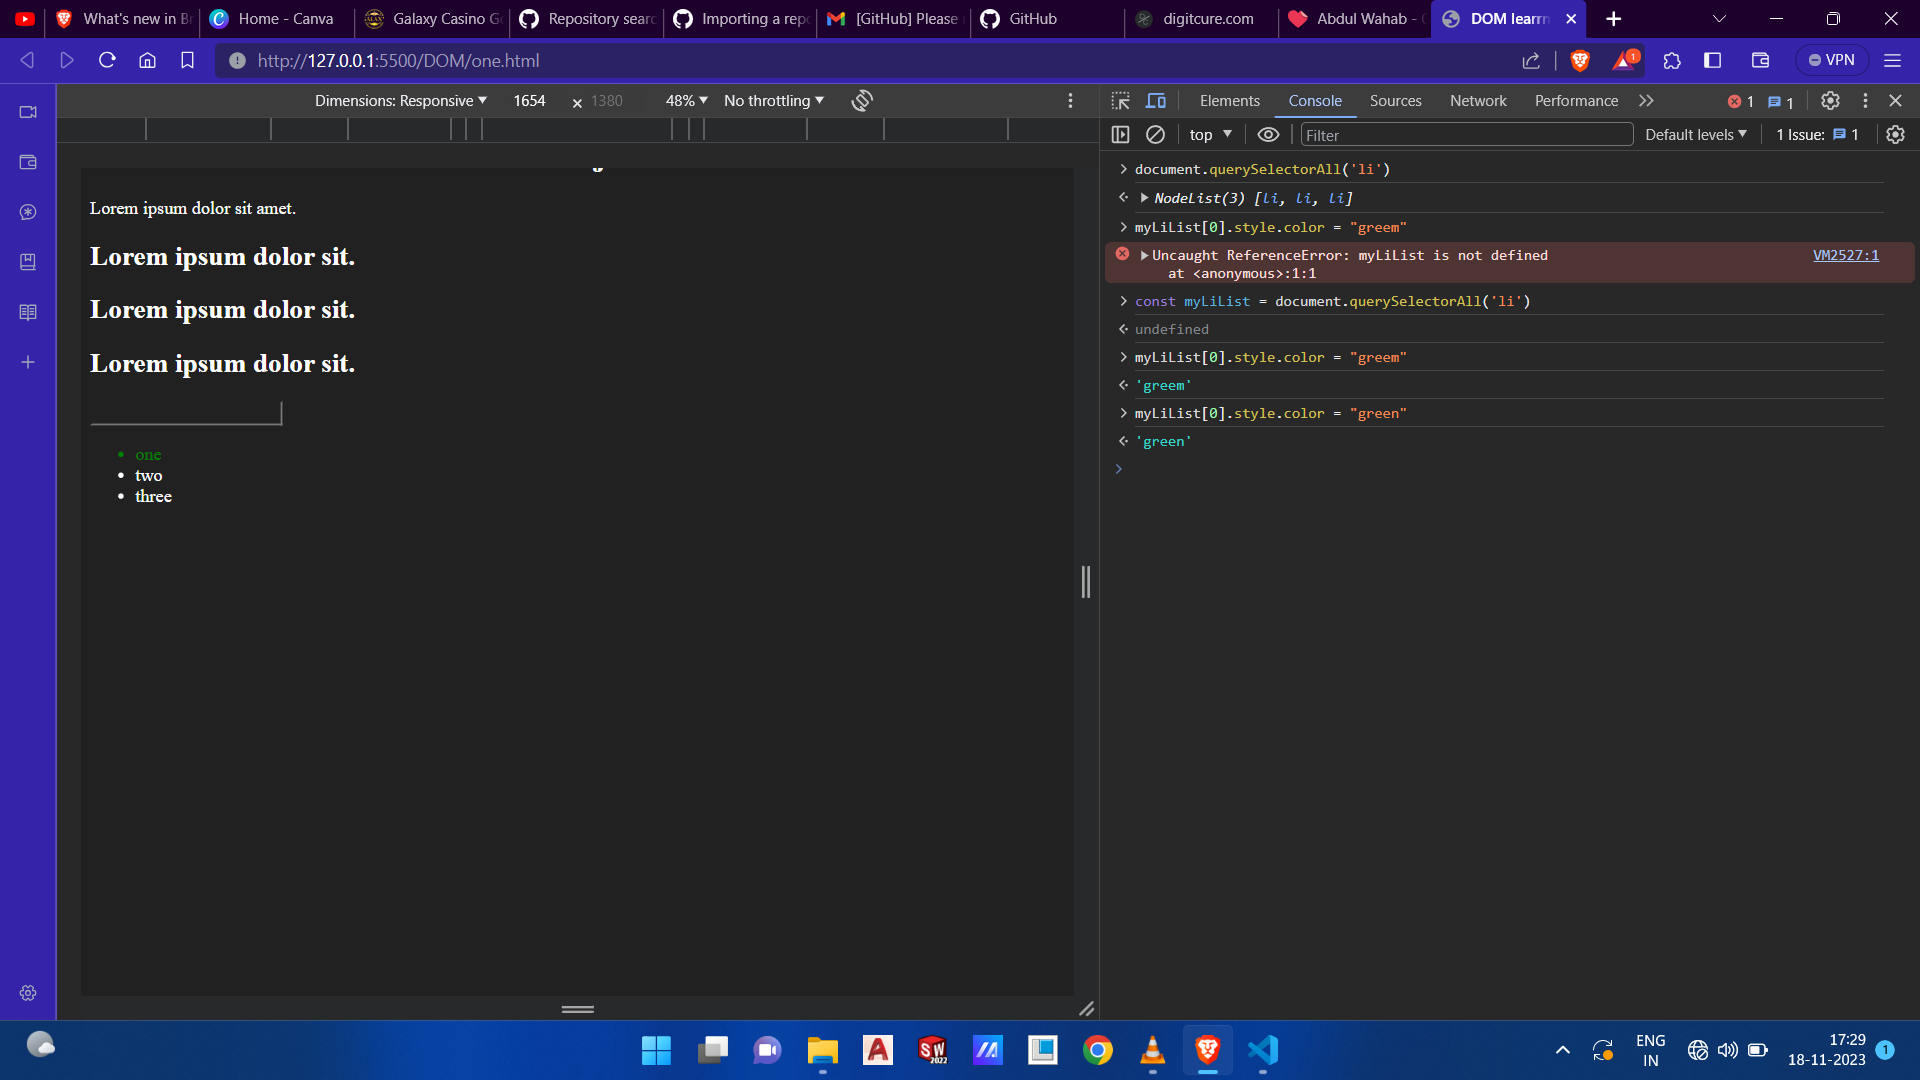 What's new in Br
Home - Canva
Galaxy Casino Go
Repository searc
Importing a repo
[GitHub] Please
GitHub
digitcure.com
Abdul Wahab - 
DOM learn
http://127.0.0.1:5500/DOM/one.html
1
VPN
Dimensions: Responsive
1654
×
1380
48%
No throttling
Elements
Console
Sources
Network
Performance
1
1
top
Filter
Default levels
1 Issue:
1
Lorem ipsum dolor sit amet.
Lorem ipsum dolor sit.
Lorem ipsum dolor sit.
Lorem ipsum dolor sit.
one
two
three
document.querySelectorAll('li')
NodeList(3) [li, li, li]
myLiList[0].style.color = "greem"
Uncaught ReferenceError: myLiList is not defined
at <anonymous>:1:1
VM2527:1
const myLiList = document.querySelectorAll('li')
undefined
myLiList[0].style.color = "greem"
'greem'
myLiList[0].style.color = "green"
'green'
SW
2022
ENG
IN
17:29
18-11-2023
1